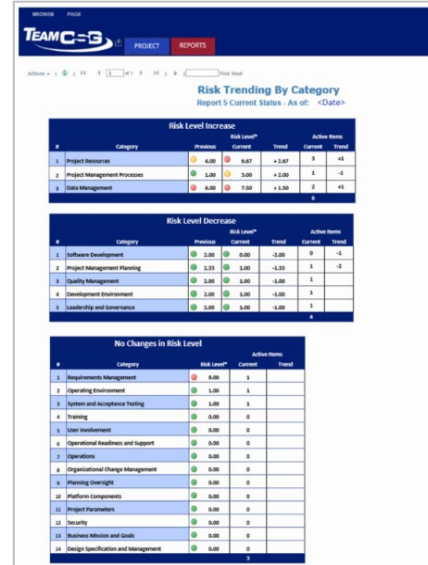 BROWSE PAGE
TEAMCSG
PROJECT REPORTS
Actions 1 of 1 Find Next
Risk Trending By Category
Report 5 Current Status - As of: <Date>
Risk Level Increase
Risk Level* Active Items
# Category Previous Current Trend Current Trend
1 Project Resources 4.00 6.67 + 2.67 3 +1
2 Project Management Processes 1.00 3.00 + 2.00 1 -1
3 Data Management 6.00 7.50 + 1.50 2 +1
6
Risk Level Decrease
Risk Level* Active Items
# Category Previous Current Trend Current Trend
1 Software Development 2.00 0.00 -2.00 0 -1
2 Project Management Planning 2.33 1.00 -1.33 1 -2
3 Quality Management 2.00 1.00 -1.00 1
4 Development Environment 2.00 1.00 -1.00 1
5 Leadership and Governance 2.00 1.00 -1.00 1
4
No Changes in Risk Level
Active Items
# Category Risk Level* Current Trend
1 Requirements Management 9.00 1
2 Operating Environment 1.00 1
3 System and Acceptance Testing 1.00 1
4 Training 0.00 0
5 User Involvement 0.00 0
6 Operational Readiness and Support 0.00 0
7 Operations 0.00 0
8 Organizational Change Management 0.00 0
9 Planning Oversight 0.00 0
10 Platform Components 0.00 0
11 Project Parameters 0.00 0
12 Security 0.00 0
13 Business Mission and Goals 0.00 0
14 Design Specification and Management 0.00 0
3